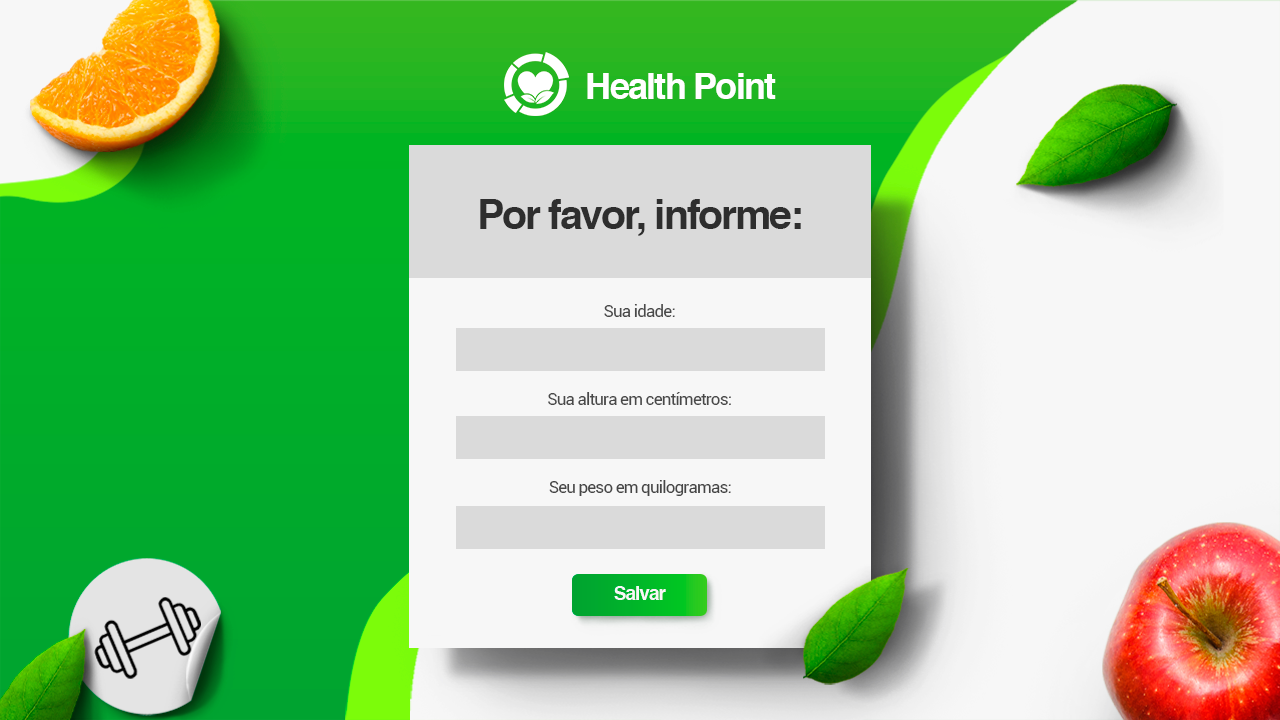 Health Point
Por favor, informe:
Sua idade:
Sua altura em centímetros:
Seu peso em quilogramas:
Salvar